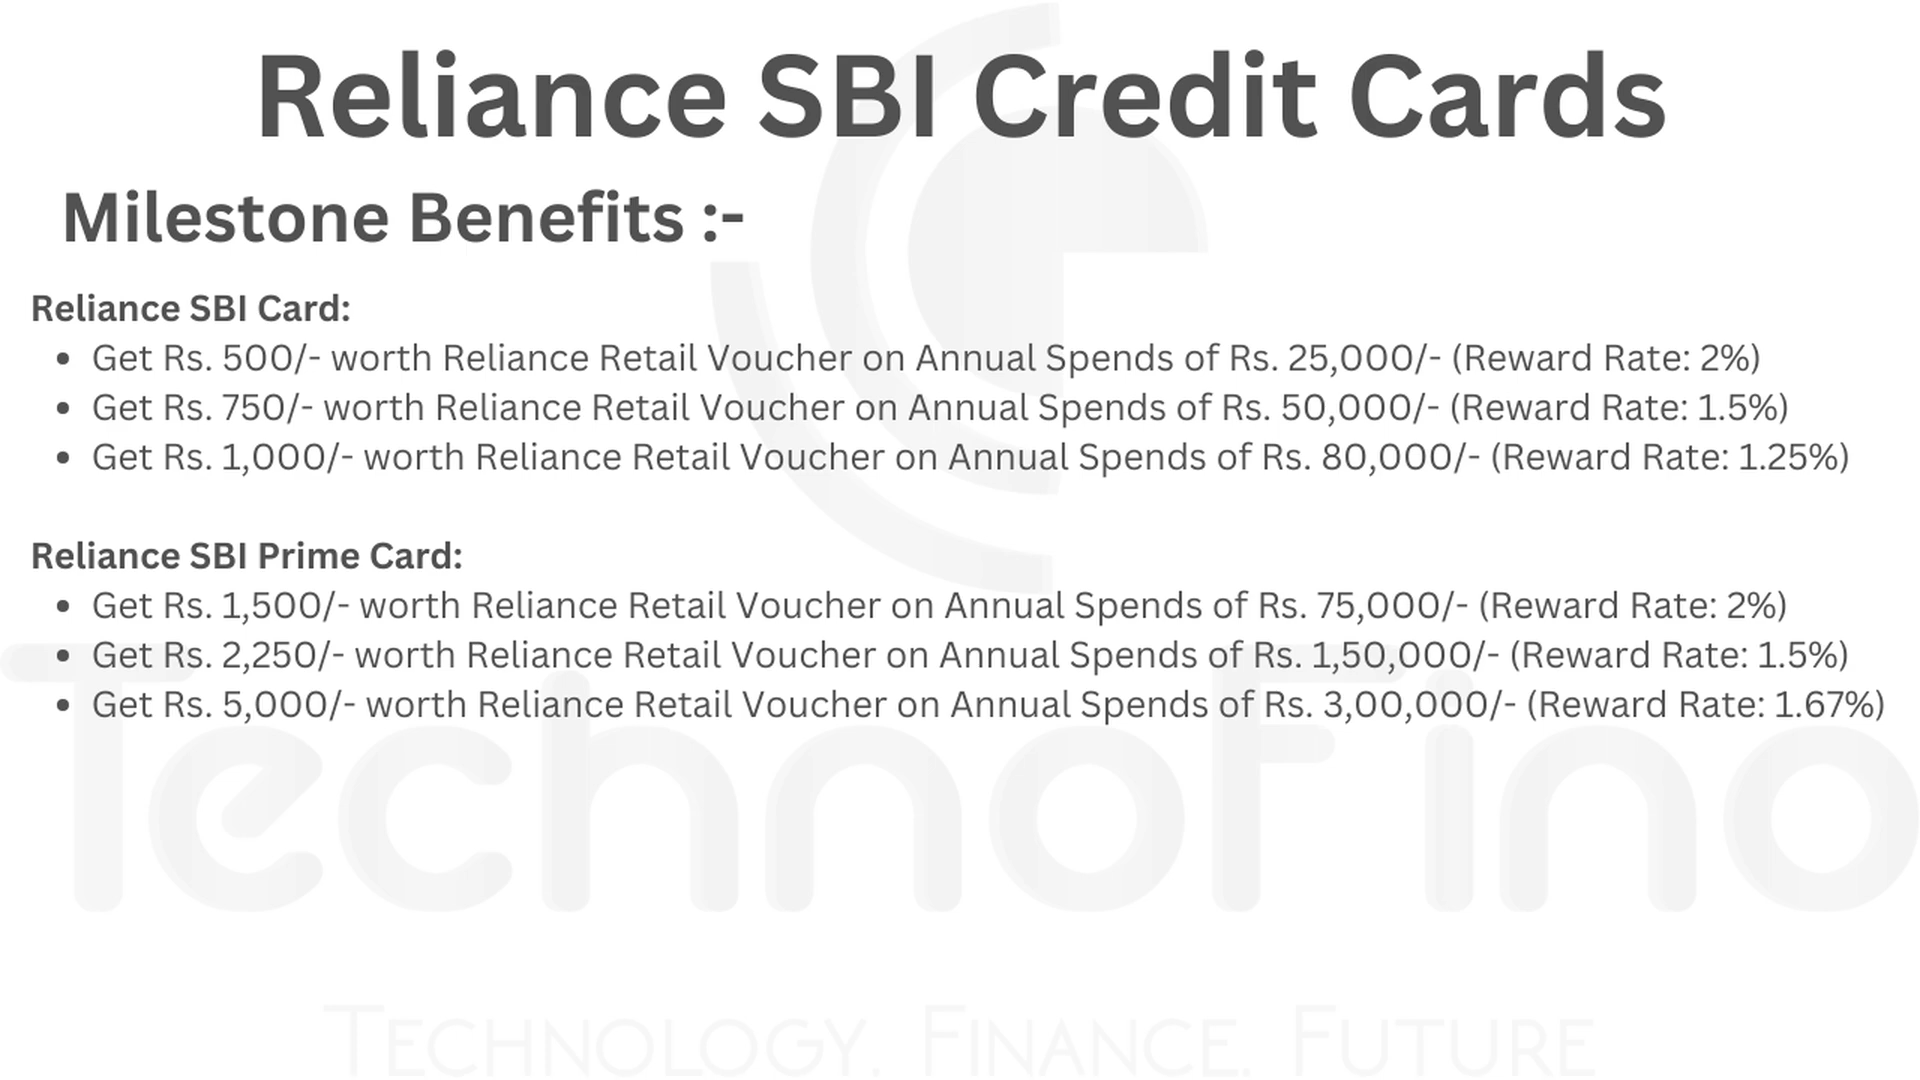 Reliance SBI Credit Cards
Milestone Benefits :-
Reliance SBI Card:
• Get Rs. 500/- worth Reliance Retail Voucher on Annual Spends of Rs. 25,000/- (Reward Rate: 2%)
• Get Rs. 750/- worth Reliance Retail Voucher on Annual Spends of Rs. 50,000/- (Reward Rate: 1.5%)
• Get Rs. 1,000/- worth Reliance Retail Voucher on Annual Spends of Rs. 80,000/- (Reward Rate: 1.25%)
Reliance SBI Prime Card:
• Get Rs. 1,500/- worth Reliance Retail Voucher on Annual Spends of Rs. 75,000/- (Reward Rate: 2%)
• Get Rs. 2,250/- worth Reliance Retail Voucher on Annual Spends of Rs. 1,50,000/- (Reward Rate: 1.5%)
• Get Rs. 5,000/- worth Reliance Retail Voucher on Annual Spends of Rs. 3,00,000/- (Reward Rate: 1.67%)
TechnoFino
TECHNOLOGY. FINANCE. FUTURE